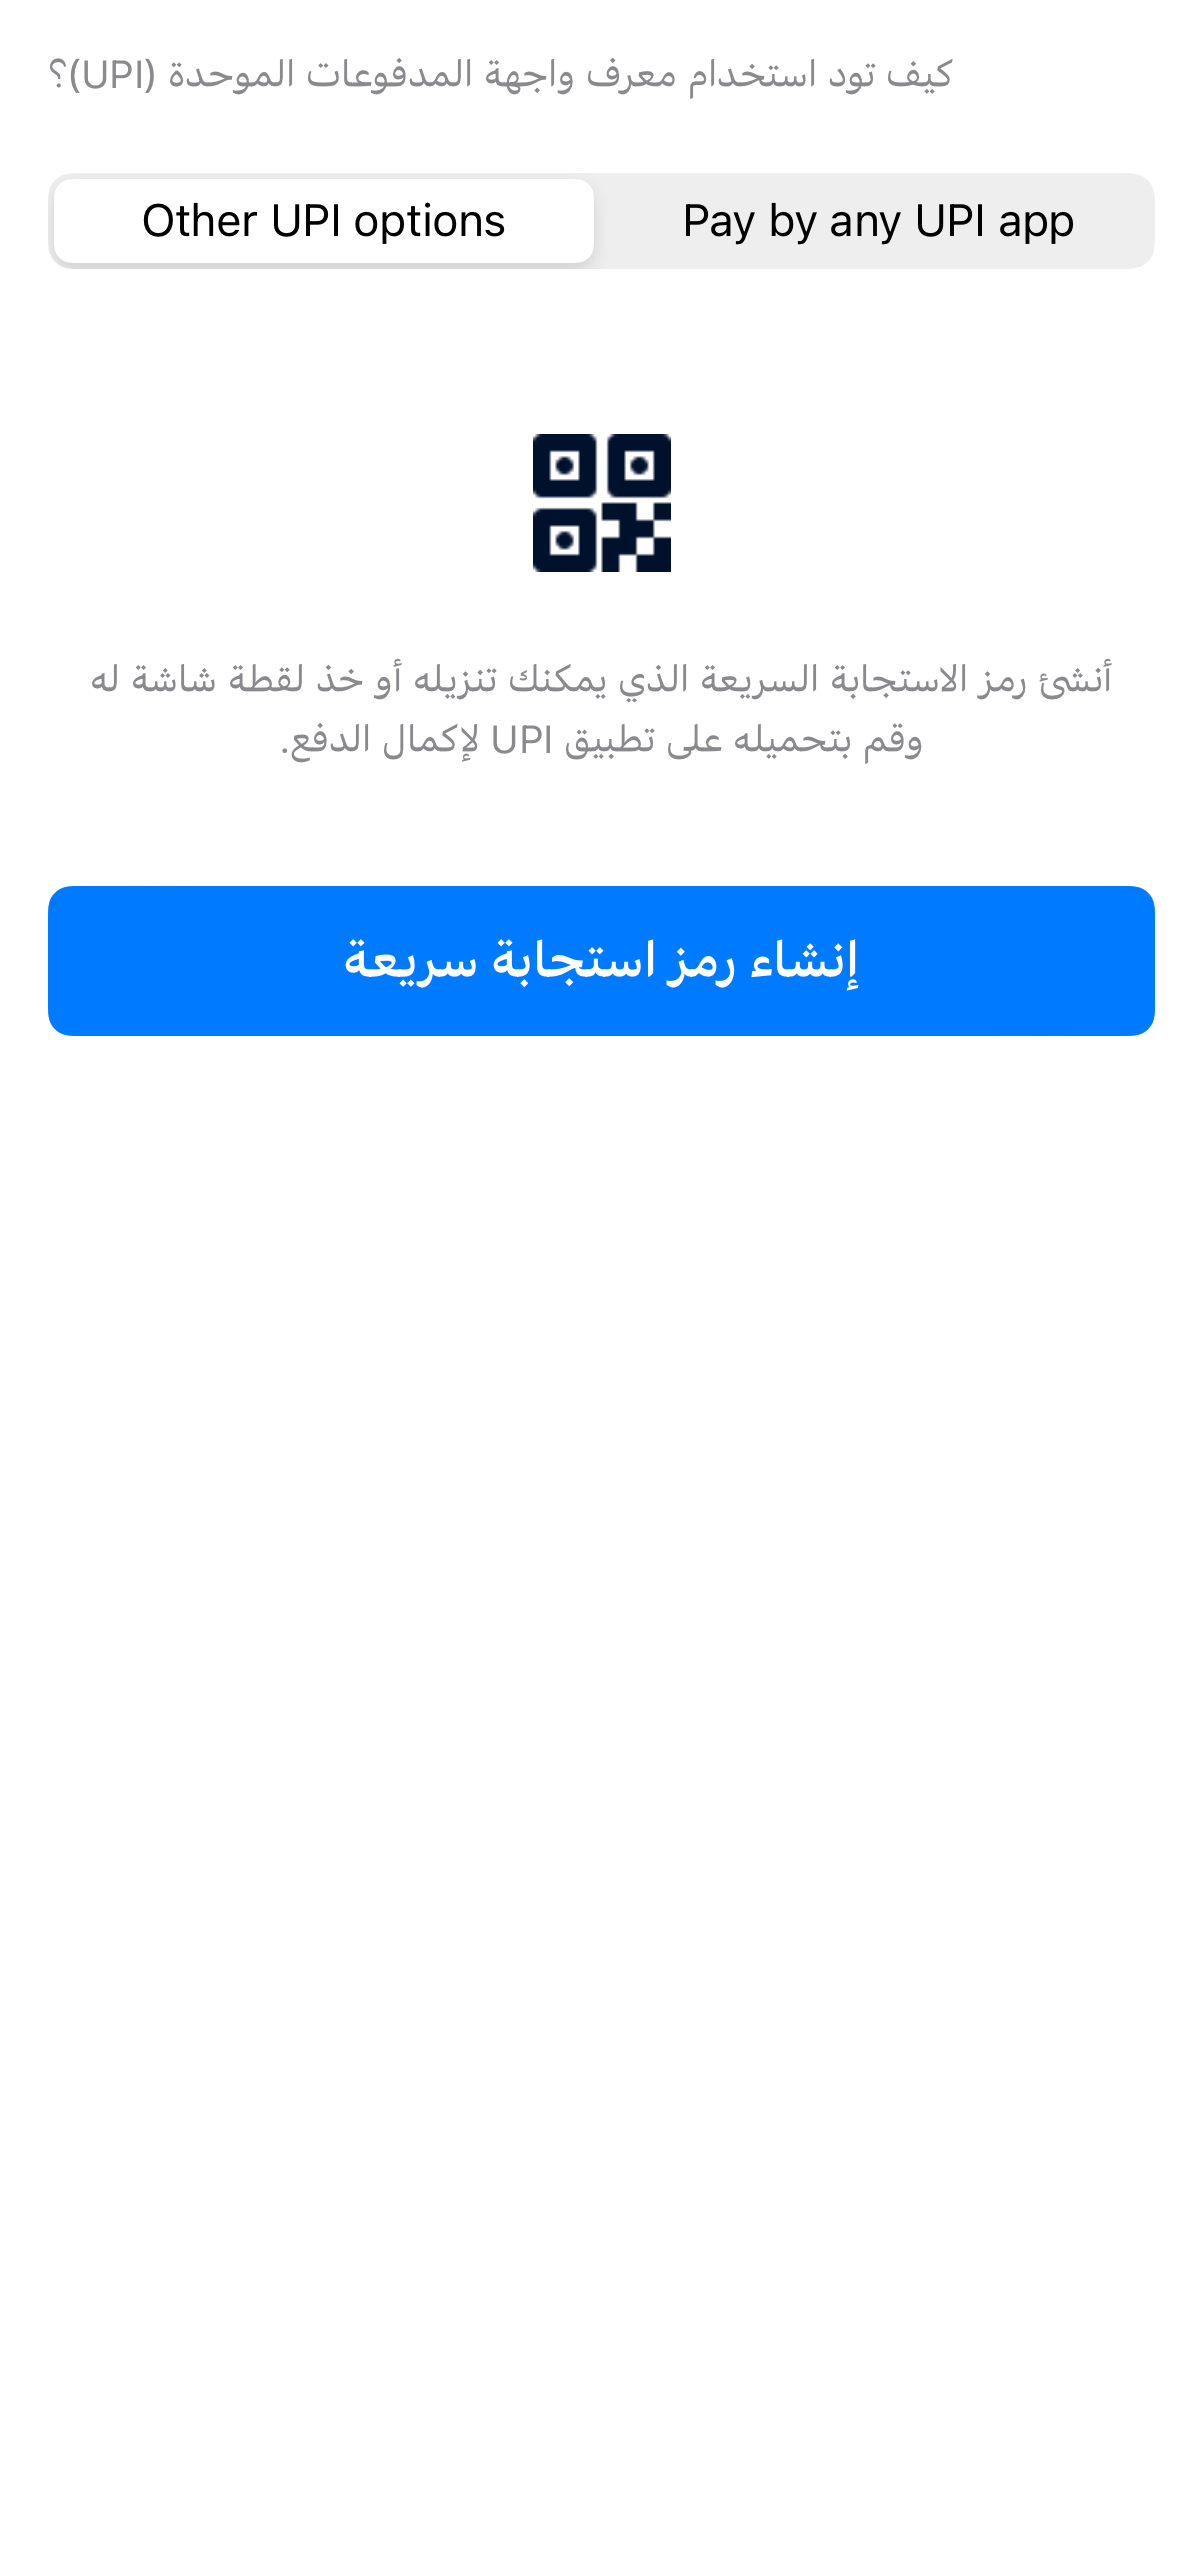 كيف تود استخدام معرف واجهة المدفوعات الموحدة (UPI)؟
Other UPI options
Pay by any UPI app
أنشئ رمز الاستجابة السريعة الذي يمكنك تنزيله أو خذ لقطة شاشة له
وقم بتحميله على تطبيق UPI لإكمال الدفع.
إنشاء رمز استجابة سريعة